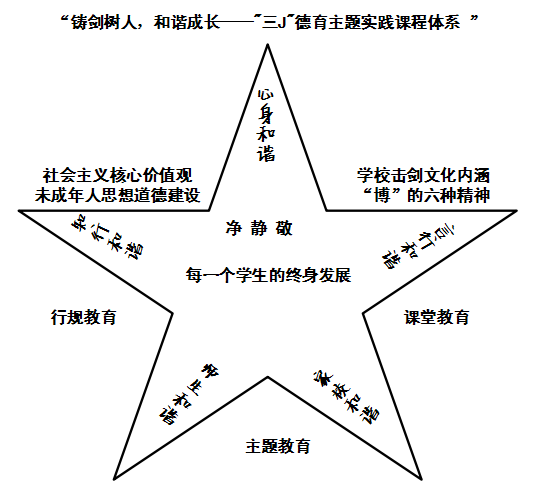 “铸剑树人，和谐成长——"三J"德育主题实践课程体系 ”
心身和谐
社会主义核心价值观
未成年人思想道德建设
学校击剑文化内涵
“博”的六种精神
知行和谐
净 静 敬
言行和谐
每一个学生的终身发展
行规教育
课堂教育
师生和谐
家校和谐
主题教育